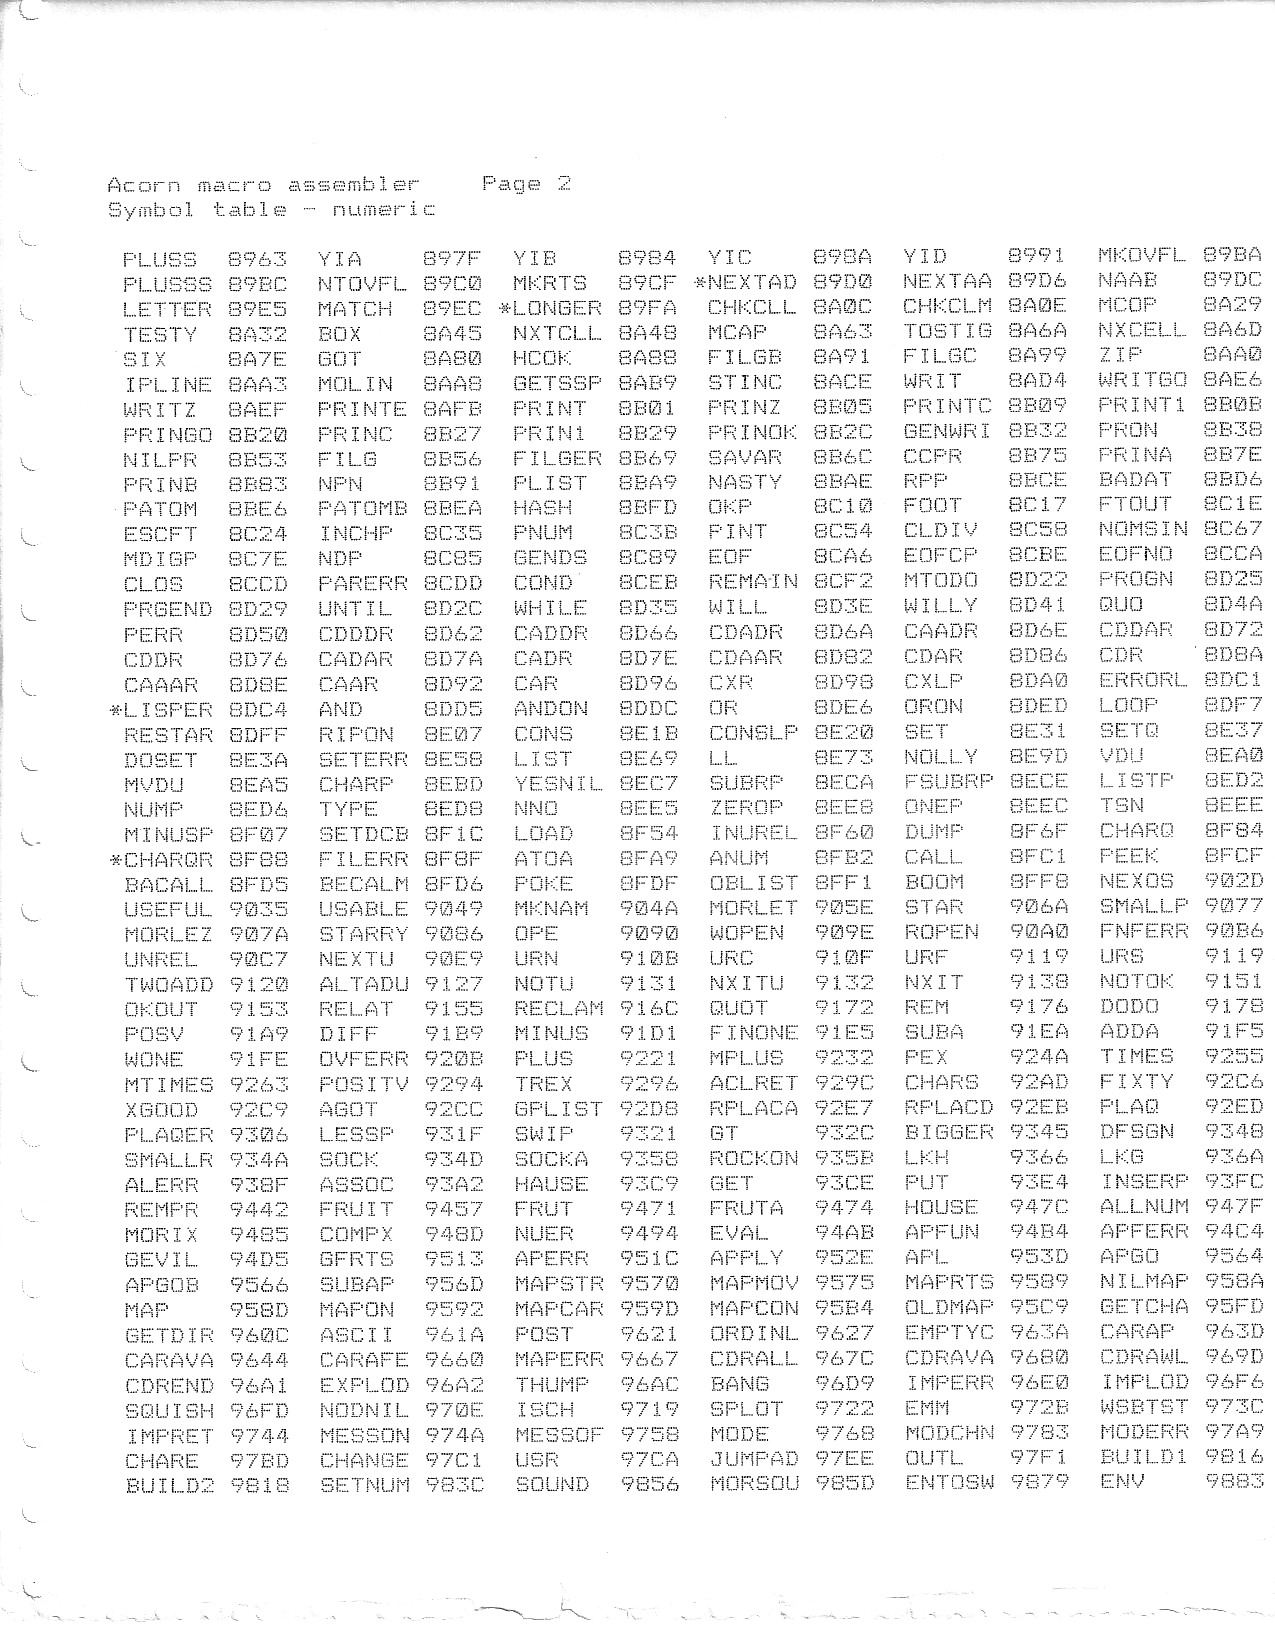 Acorn macro assembler    Page 2
Symbol table - numeric
PLUSS 8963 YIA 897F YIB 8984 YIC 898A YID 8991 MKOVFL 89BA
PLUSSS 89BC NTOVFL 89C0 MKRTS 89CF *NEXTAD 89D0 NEXTAA 89D6 NAAB 89DC
LETTER 89E5 MATCH 89EC *LONGER 89FA CHKCLL 8A0C CHKCLM 8A0E MCOP 8A29
TESTY 8A32 BOX 8A45 NXTCLL 8A48 MCAP 8A63 TOSTIG 8A6A NXCELL 8A6D
SIX 8A7E GOT 8A80 HCOK 8A88 FILGB 8A91 FILGC 8A99 ZIP 8AA0
IPLINE 8AA3 MOLIN 8AA8 GETSSP 8AB9 STINC 8ACE WRIT 8AD4 WRITGO 8AE6
WRITZ 8AEF PRINTE 8AFB PRINT 8B01 PRINZ 8B05 PRINTC 8B09 PRINT1 8B0B
PRINGO 8B20 PRINC 8B27 PRIN1 8B29 PRINOK 8B2C GENWRI 8B32 PRON 8B38
NILPR 8B53 FILG 8B56 FILGER 8B69 SAVAR 8B6C CCPR 8B75 PRINA 8B7E
PRINB 8B83 NPN 8B91 PLIST 8BA9 NASTY 8BAE RPP 8BCE BADAT 8BD6
PATOM 8BE6 PATOMB 8BEA HASH 8BFD OKP 8C10 FOOT 8C17 FTOUT 8C1E
ESCFT 8C24 INCHP 8C35 PNUM 8C3B PINT 8C54 CLDIV 8C58 NOMSIN 8C67
MDIGP 8C7E NDP 8C85 GENDS 8C89 EOF 8CA6 EOFCP 8CBE EOFNO 8CCA
CLOS 8CCD PARERR 8CDD COND 8CEB REMAIN 8CF2 MTODO 8D22 PROGN 8D25
PRGEND 8D29 UNTIL 8D2C WHILE 8D35 WILL 8D3E WILLY 8D41 QUO 8D4A
PERR 8D50 CDDDR 8D62 CADDR 8D66 CDADR 8D6A CAADR 8D6E CDDAR 8D72
CDDR 8D76 CADAR 8D7A CADR 8D7E CDAAR 8D82 CDAR 8D86 CDR 8D8A
CAAAR 8D8E CAAR 8D92 CAR 8D96 CXR 8D98 CXLP 8DA0 ERRORL 8DC1
*LISPER 8DC4 AND 8DD5 ANDON 8DDC OR 8DE6 ORON 8DED LOOP 8DF7
RESTAR 8DFF RIPON 8E07 CONS 8E1B CONSLP 8E20 SET 8E31 SETQ 8E37
DOSET 8E3A SETERR 8E58 LIST 8E69 LL 8E73 NOLLY 8E9D VDU 8EA0
MVDU 8EA5 CHARP 8EBD YESNIL 8EC7 SUBRP 8ECA FSUBRP 8ECE LISTP 8ED2
NUMP 8ED6 TYPE 8ED8 NNO 8EE5 ZEROP 8EE8 ONEP 8EEC TSN 8EEE
MINUSP 8F07 SETDCB 8F1C LOAD 8F54 INUREL 8F60 DUMP 8F6F CHARQ 8F84
*CHARQR 8F88 FILERR 8F8F ATOA 8FA9 ANUM 8FB2 CALL 8FC1 PEEK 8FCF
BACALL 8FD5 BECALM 8FD6 POKE 8FDF OBLIST 8FF1 BOOM 8FF8 NEXOS 902D
USEFUL 9035 USABLE 9049 MKNAM 904A MORLET 905E STAR 906A SMALLP 9077
MORLEZ 907A STARRY 9086 OPE 9090 WOPEN 909E ROPEN 90A0 FNFERR 90B6
UNREL 90C7 NEXTU 90E9 URN 910B URC 910F URF 9119 URS 9119
TWOADD 9120 ALTADU 9127 NOTU 9131 NXITU 9132 NXIT 9138 NOTOK 9151
OKOUT 9153 RELAT 9155 RECLAM 916C QUOT 9172 REM 9176 DODO 9178
POSV 91A9 DIFF 91B9 MINUS 91D1 FINONE 91E5 SUBA 91EA ADDA 91F5
WONE 91FE OVFERR 920B PLUS 9221 MPLUS 9232 PEX 924A TIMES 9255
MTIMES 9263 POSITV 9294 TREX 9296 ACLRET 929C CHARS 92AD FIXTY 92C6
XGOOD 92C9 AGOT 92CC GPLIST 92D8 RPLACA 92E7 RPLACD 92EB PLAQ 92ED
PLAQER 9306 LESSP 931F SWIP 9321 GT 932C BIGGER 9345 DFSGN 9348
SMALLR 934A SOCK 934D SOCKA 9358 ROCKON 935B LKH 9366 LKG 936A
ALERR 938F ASSOC 93A2 HAUSE 93C9 GET 93CE PUT 93E4 INSERP 93FC
REMPR 9442 FRUIT 9457 FRUT 9471 FRUTA 9474 HOUSE 947C ALLNUM 947F
MORIX 9485 COMPX 948D NUER 9494 EVAL 94AB APFUN 94B4 APFERR 94C4
GEVIL 94D5 GFRTS 9513 APERR 951C APPLY 952E APL 953D APGO 9564
APGOB 9566 SUBAP 956D MAPSTR 9570 MAPMOV 9575 MAPRTS 9589 NILMAP 958A
MAP 958D MAPON 9592 MAPCAR 959D MAPCON 95B4 OLDMAP 95C9 GETCHA 95FD
GETDIR 960C ASCII 961A POST 9621 ORDINL 9627 EMPTYC 963A CARAP 963D
CARAVA 9644 CARAFE 9660 MAPERR 9667 CDRALL 967C CDRAVA 9680 CDRAWL 969D
CDREND 96A1 EXPLOD 96A2 THUMP 96AC BANG 96D9 IMPERR 96E0 IMPLOD 96F6
SQUISH 96FD NODNIL 970E ISCH 9719 SPLOT 9722 EMM 972B WSBTST 973C
IMPRET 9744 MESSON 974A MESSOF 9758 MODE 9768 MODCHN 9783 MODERR 97A9
CHARE 97BD CHANGE 97C1 USR 97CA JUMPAD 97EE OUTL 97F1 BUILD1 9816
BUILD2 9818 SETNUM 983C SOUND 9856 MORSOU 985D ENTOSW 9879 ENV 9883